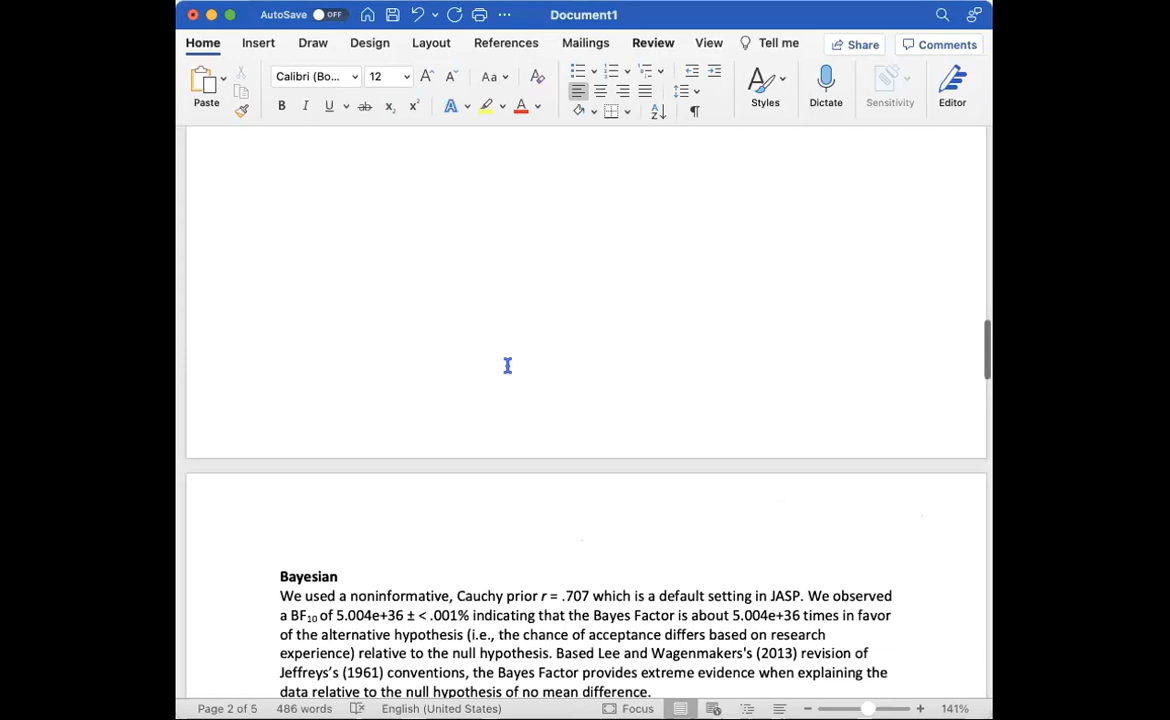 AutoSave OFF Document1
Home Insert Draw Design Layout References Mailings Review View Tell me Share Comments
Calibri (Bo... 12 Aa
Paste Styles Dictate Sensitivity Editor
Bayesian
We used a noninformative, Cauchy prior r = .707 which is a default setting in JASP. We observed
a BF10 of 5.004e+36 ± < .001% indicating that the Bayes Factor is about 5.004e+36 times in favor
of the alternative hypothesis (i.e., the chance of acceptance differs based on research
experience) relative to the null hypothesis. Based Lee and Wagenmakers's (2013) revision of
Jeffreys's (1961) conventions, the Bayes Factor provides extreme evidence when explaining the
data relative to the null hypothesis of no mean difference.
Page 2 of 5 486 words English (United States) Focus 141%